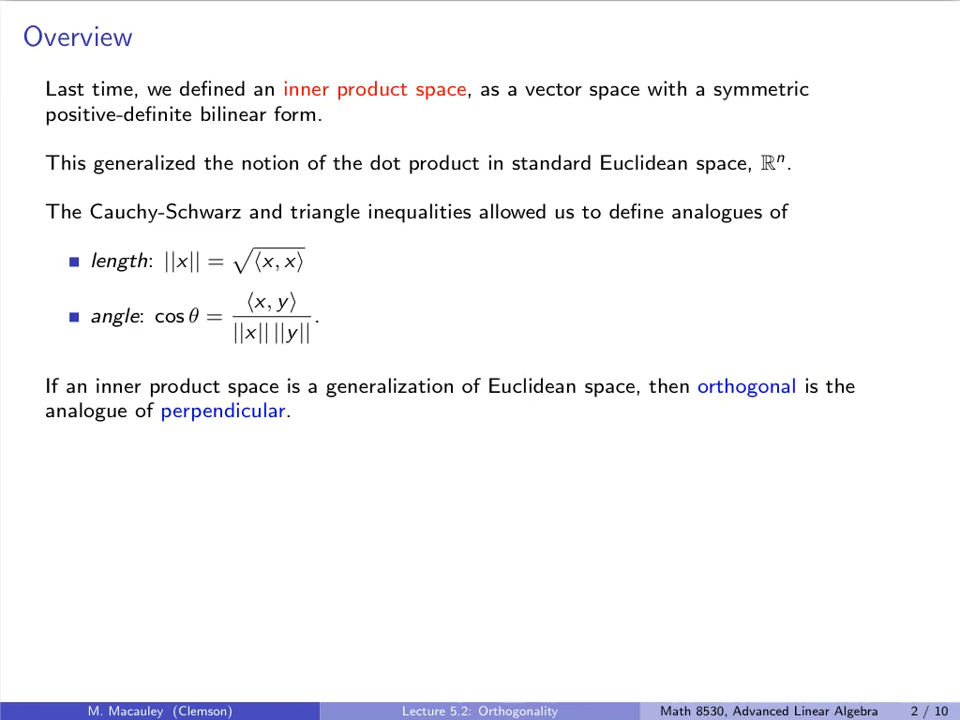 Overview
Last time, we defined an inner product space, as a vector space with a symmetric
positive-definite bilinear form.
This generalized the notion of the dot product in standard Euclidean space, ℝⁿ.
The Cauchy-Schwarz and triangle inequalities allowed us to define analogues of
■ length: ||x|| = √⟨x, x⟩
■ angle: cos θ = ⟨x, y⟩ / ||x|| ||y||.
If an inner product space is a generalization of Euclidean space, then orthogonal is the
analogue of perpendicular.
M. Macauley (Clemson) Lecture 5.2: Orthogonality Math 8530, Advanced Linear Algebra 2 / 10